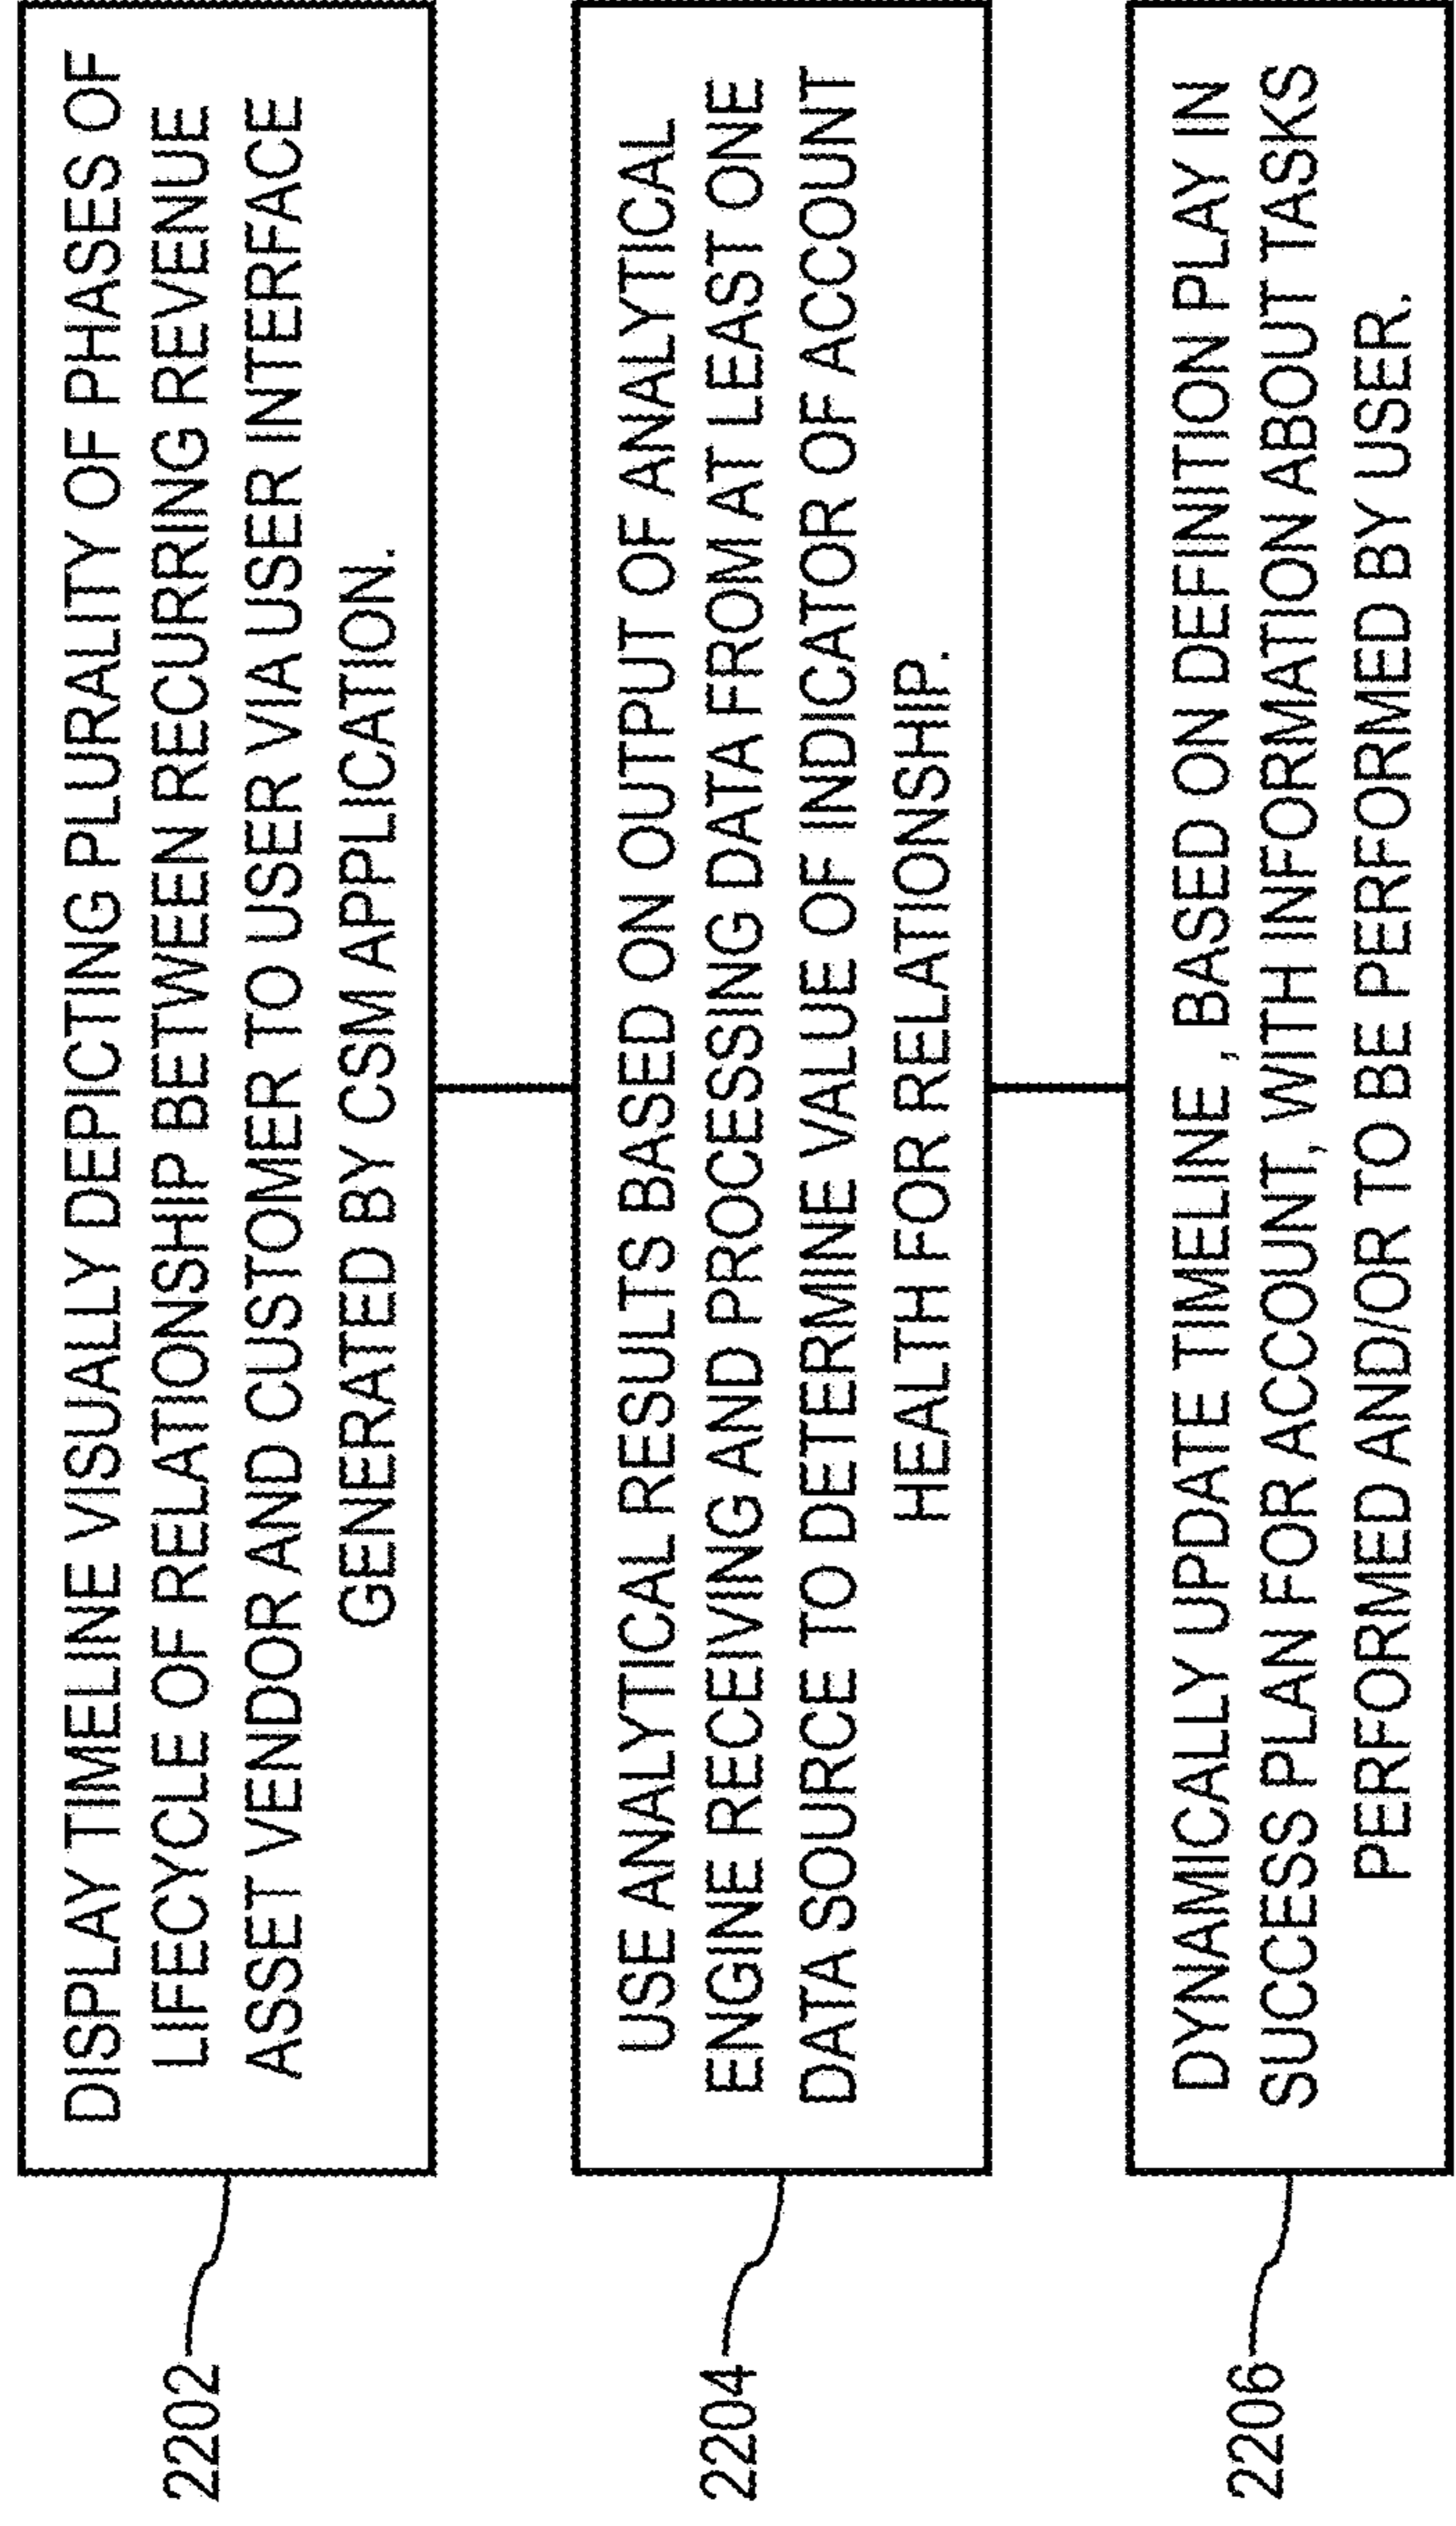 2202
DISPLAY TIMELINE VISUALLY DEPICTING PLURALITY OF PHASES OF
LIFECYCLE OF RELATIONSHIP BETWEEN RECURRING REVENUE
ASSET VENDOR AND CUSTOMER TO USER VIA USER INTERFACE
GENERATED BY CSM APPLICATION.
2204
USE ANALYTICAL RESULTS BASED ON OUTPUT OF ANALYTICAL
ENGINE RECEIVING AND PROCESSING DATA FROM AT LEAST ONE
DATA SOURCE TO DETERMINE VALUE OF INDICATOR OF ACCOUNT
HEALTH FOR RELATIONSHIP.
2206
DYNAMICALLY UPDATE TIMELINE , BASED ON DEFINITION PLAY IN
SUCCESS PLAN FOR ACCOUNT, WITH INFORMATION ABOUT TASKS
PERFORMED AND/OR TO BE PERFORMED BY USER.